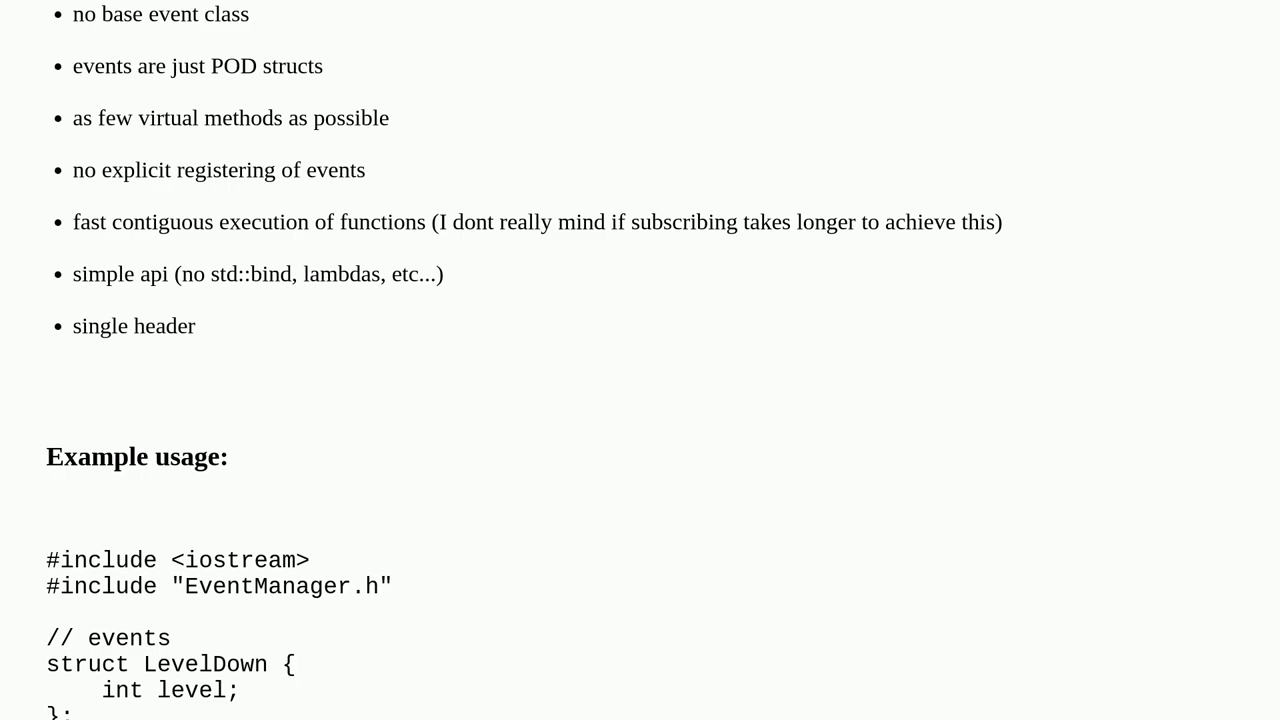 • no base event class
• events are just POD structs
• as few virtual methods as possible
• no explicit registering of events
• fast contiguous execution of functions (I dont really mind if subscribing takes longer to achieve this)
• simple api (no std::bind, lambdas, etc...)
• single header
Example usage:
#include <iostream>
#include "EventManager.h"
// events
struct LevelDown {
    int level;
};